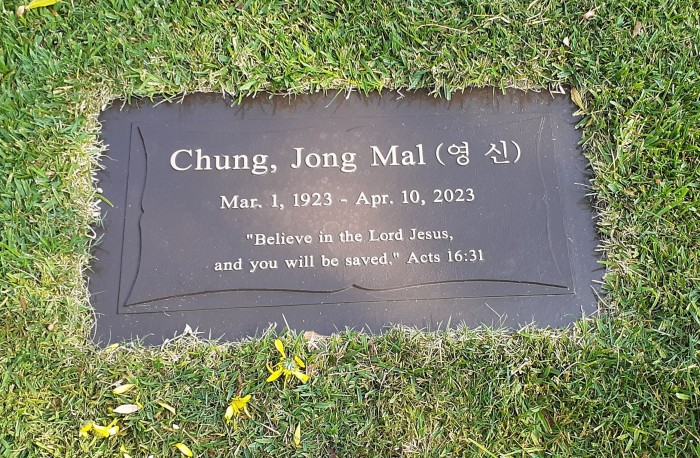 Chung, Jong Mal (영 신)
Mar. 1, 1923 - Apr. 10, 2023
"Believe in the Lord Jesus,
and you will be saved." Acts 16:31